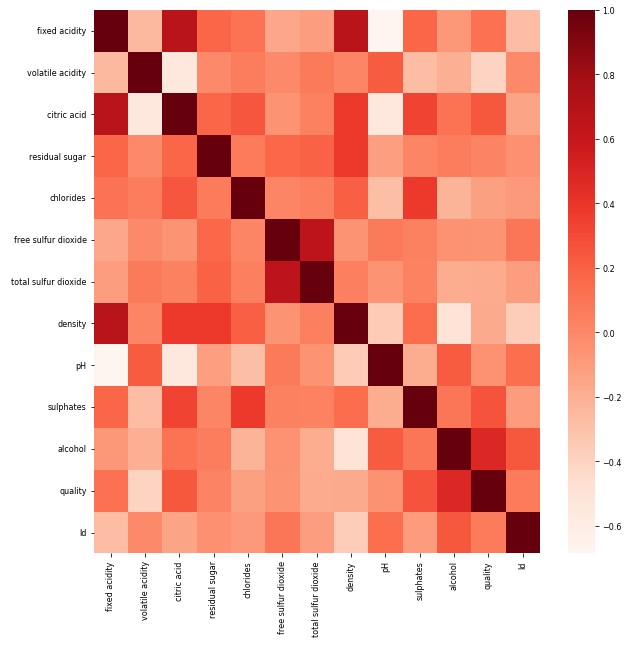 fixed acidity
volatile acidity
citric acid
residual sugar
chlorides
free sulfur dioxide
total sulfur dioxide
density
pH
sulphates
alcohol
quality
Id
fixed acidity
volatile acidity
citric acid
residual sugar
chlorides
free sulfur dioxide
total sulfur dioxide
density
pH
sulphates
alcohol
quality
Id
1.0
0.8
0.6
0.4
0.2
0.0
−0.2
−0.4
−0.6